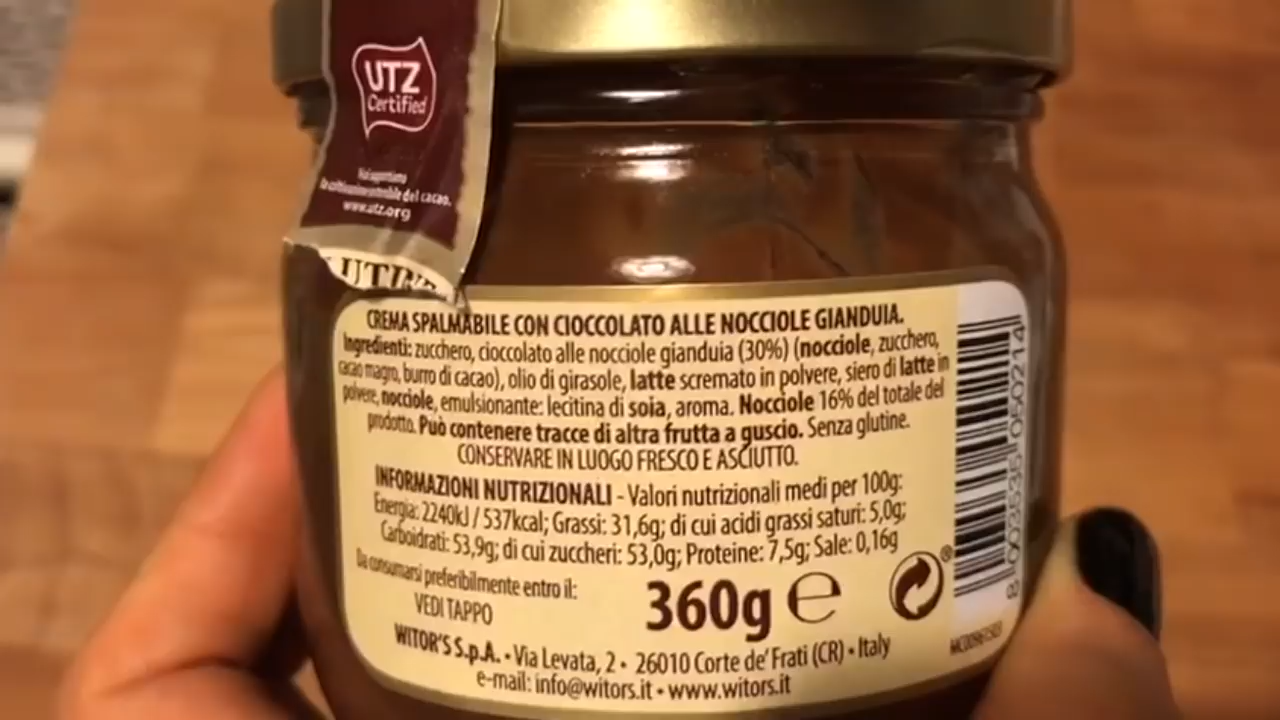 UTZ
Certified
del cacao.
www.utz.org
CREMA SPALMABILE CON CIOCCOLATO ALLE NOCCIOLE GIANDUIA.
Ingredienti: zucchero, cioccolato alle nocciole gianduia (30%) (nocciole, zucchero,
cacao magro, burro di cacao), olio di girasole, latte scremato in polvere, siero di latte in
polvere, nocciole, emulsionante: lecitina di soia, aroma. Nocciole 16% del totale del
prodotto. Può contenere tracce di altra frutta a guscio. Senza glutine.
CONSERVARE IN LUOGO FRESCO E ASCIUTTO.
INFORMAZIONI NUTRIZIONALI - Valori nutrizionali medi per 100g:
Energia: 2240kJ / 537kcal; Grassi: 31,6g; di cui acidi grassi saturi: 5,0g;
Carboidrati: 53,9g; di cui zuccheri: 53,0g; Proteine: 7,5g; Sale: 0,16g
Da consumarsi preferibilmente entro il:
VEDI TAPPO
360g ℮
WITOR'S S.p.A. • Via Levata, 2 • 26010 Corte de' Frati (CR) • Italy
e-mail: info@witors.it • www.witors.it
8 003535 050214